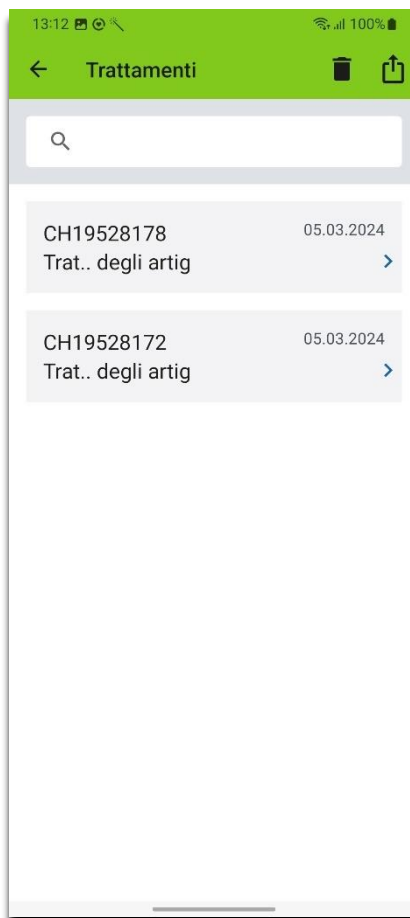 13:12 100%
Trattamenti
CH19528178 05.03.2024
Trat.. degli artig
CH19528172 05.03.2024
Trat.. degli artig